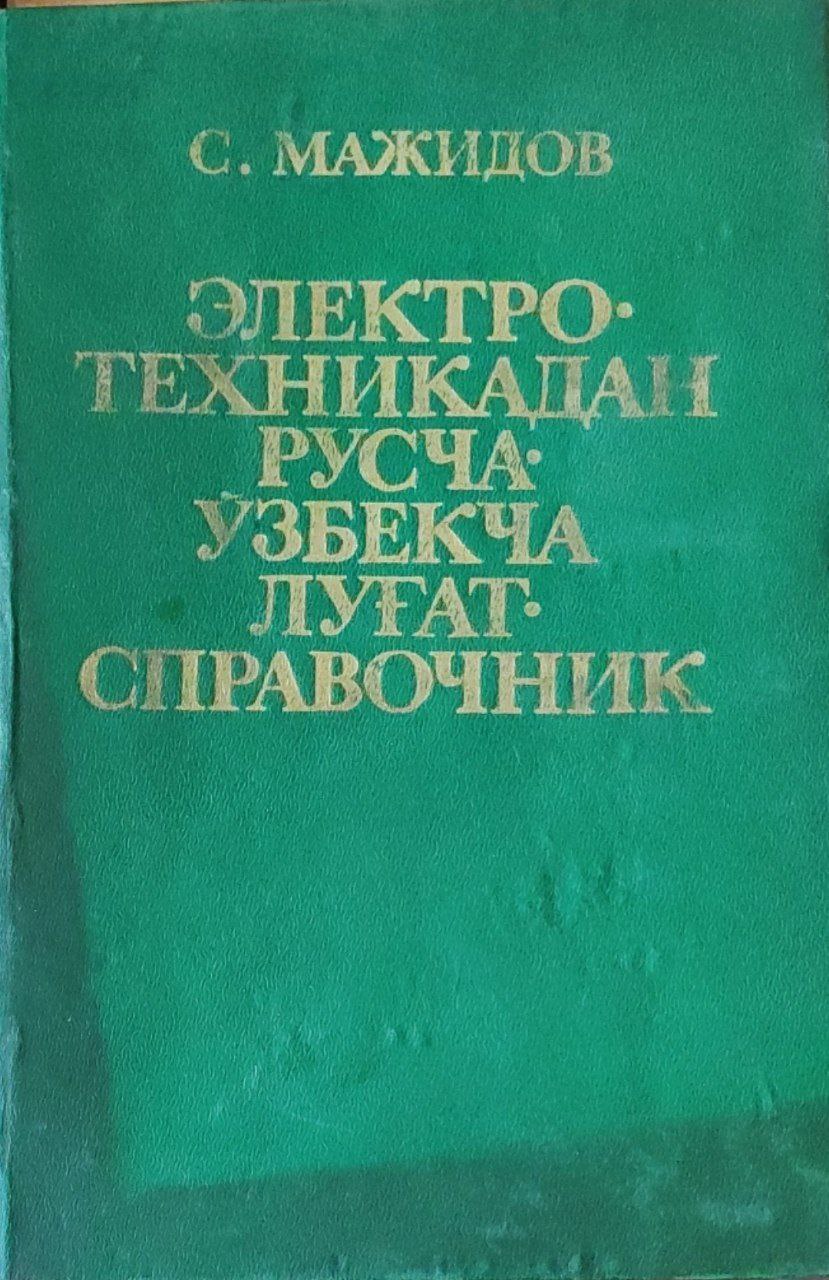 С. МАЖИДОВ
ЭЛЕКТРО-
ТЕХНИКАДАН
РУСЧА-
ЎЗБЕКЧА
ЛУҒАТ-
СПРАВОЧНИК